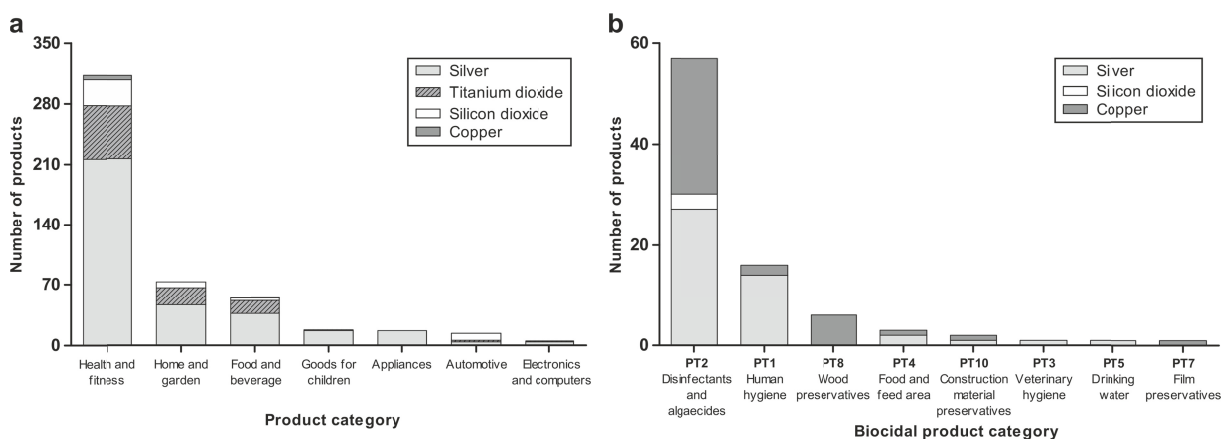 a
350
280
210
140
70
0
Number of products
Silver
Titanium dioxide
Silicon dioxice
Copper
Health and
fitness
Home and
garden
Food and
beverage
Goods for
children
Appliances
Automotive
Electronics
and computers
Product category
b
60
40
20
0
Number of products
Siver
Silicon dioxide
Copper
PT2
Disinfectants
and
algaecides
PT1
Human
hygiene
PT8
Wood
preservatives
PT4
Food and
feed area
PT10
Construction
material
preservatives
PT3
Veterinary
hygiene
PT5
Drinking
water
PT7
Film
preservatives
Biocidal product category